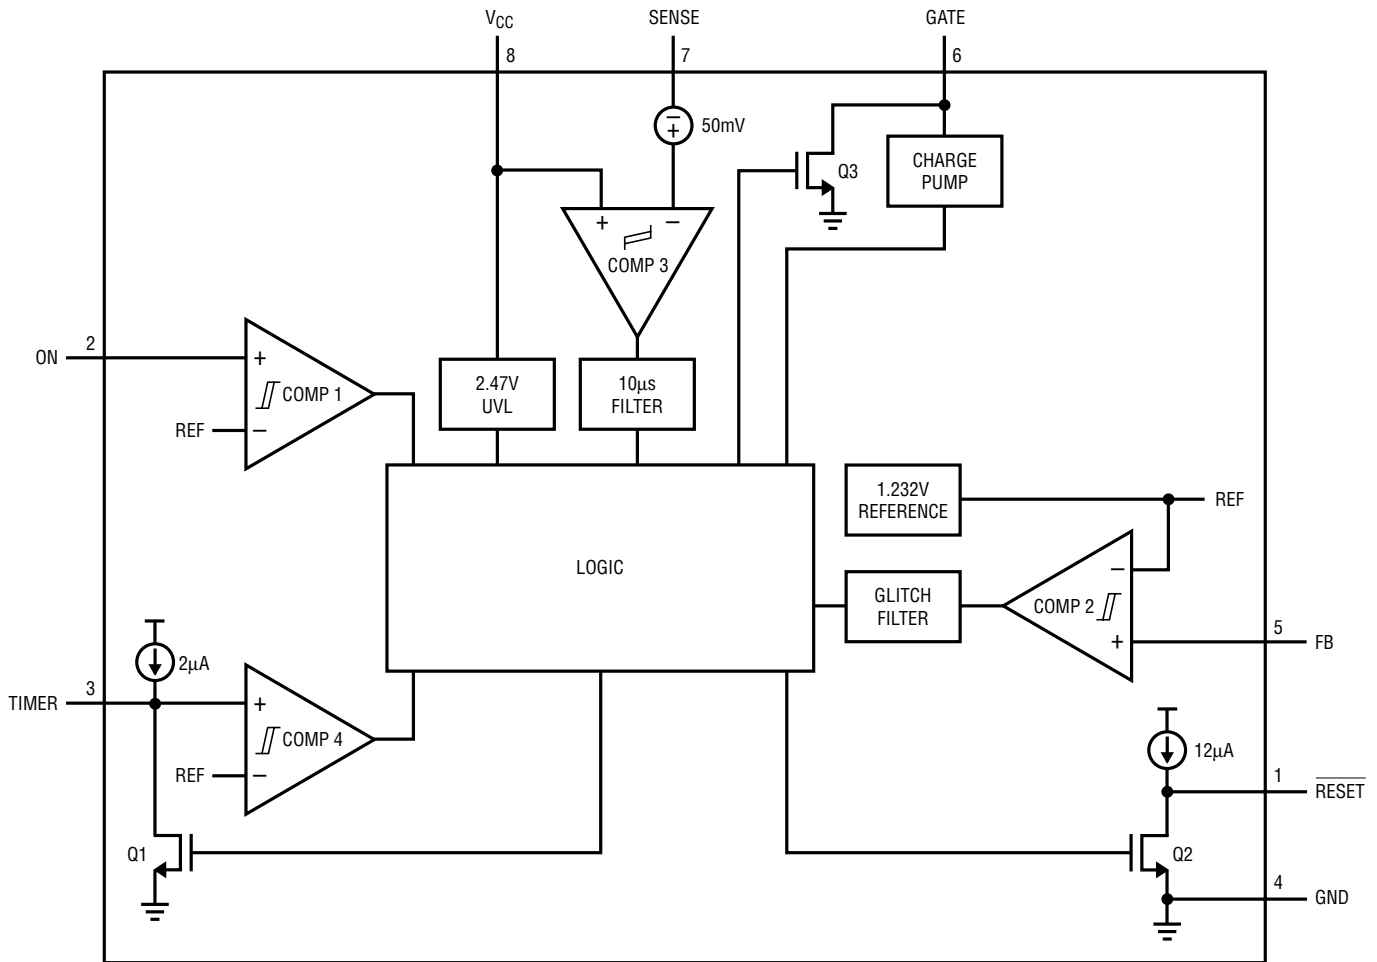 VCC
SENSE
GATE
8
7
6
50mV
Q3
CHARGE
PUMP
+
−
COMP 3
ON
2
+
COMP 1
REF
−
2.47V
UVL
10µs
FILTER
1.232V
REFERENCE
REF
LOGIC
GLITCH
FILTER
−
COMP 2
+
5
FB
2µA
TIMER
3
+
COMP 4
REF
−
12µA
1
RESET
Q1
Q2
4
GND